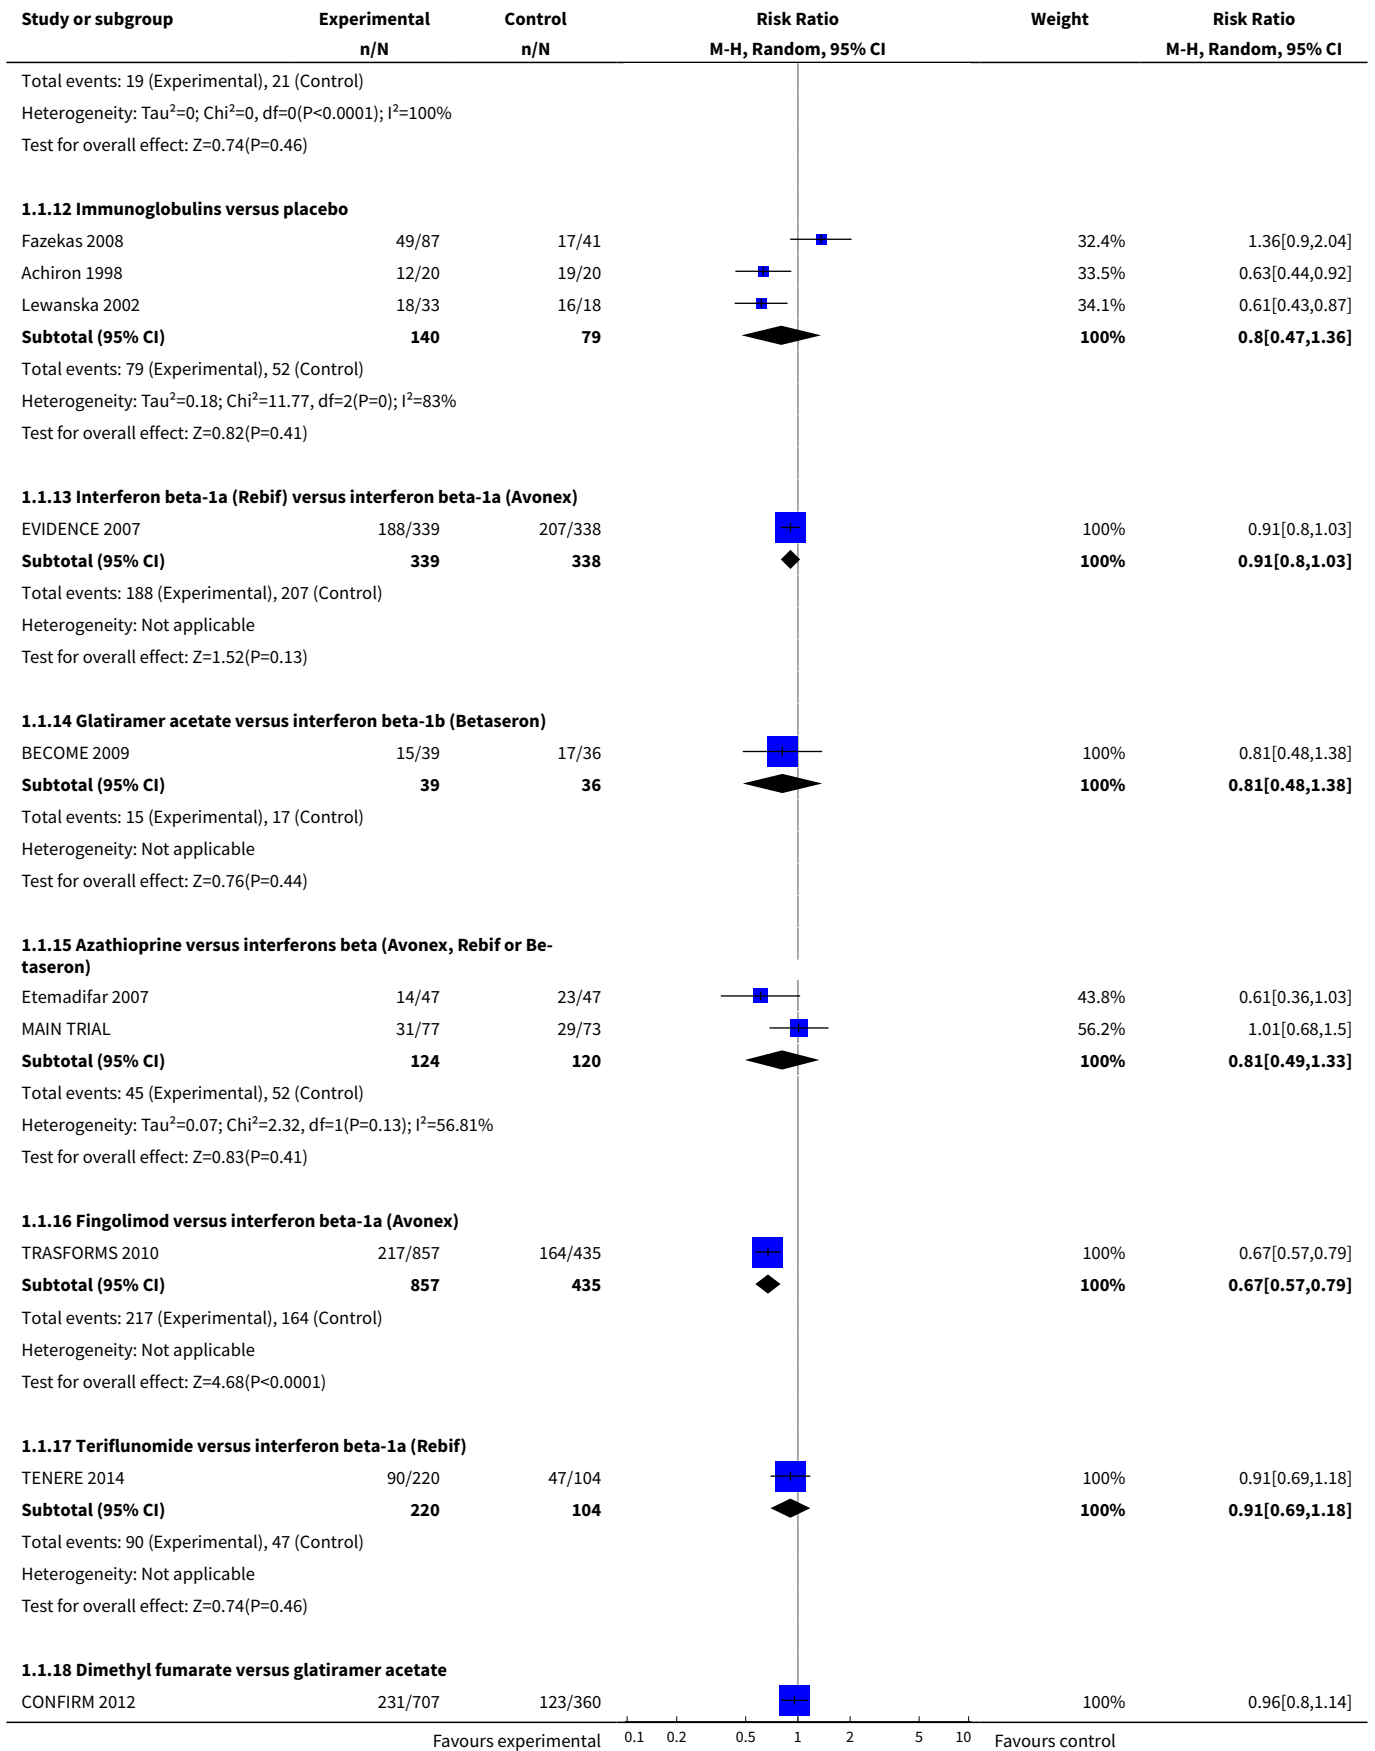 Study or subgroup Experimental Control Risk Ratio Weight Risk Ratio
n/N n/N M-H, Random, 95% CI M-H, Random, 95% CI
Total events: 19 (Experimental), 21 (Control)
Heterogeneity: Tau²=0; Chi²=0, df=0(P<0.0001); I²=100%
Test for overall effect: Z=0.74(P=0.46)
1.1.12 Immunoglobulins versus placebo
Fazekas 2008 49/87 17/41 32.4% 1.36[0.9,2.04]
Achiron 1998 12/20 19/20 33.5% 0.63[0.44,0.92]
Lewanska 2002 18/33 16/18 34.1% 0.61[0.43,0.87]
Subtotal (95% CI) 140 79 100% 0.8[0.47,1.36]
Total events: 79 (Experimental), 52 (Control)
Heterogeneity: Tau²=0.18; Chi²=11.77, df=2(P=0); I²=83%
Test for overall effect: Z=0.82(P=0.41)
1.1.13 Interferon beta-1a (Rebif) versus interferon beta-1a (Avonex)
EVIDENCE 2007 188/339 207/338 100% 0.91[0.8,1.03]
Subtotal (95% CI) 339 338 100% 0.91[0.8,1.03]
Total events: 188 (Experimental), 207 (Control)
Heterogeneity: Not applicable
Test for overall effect: Z=1.52(P=0.13)
1.1.14 Glatiramer acetate versus interferon beta-1b (Betaseron)
BECOME 2009 15/39 17/36 100% 0.81[0.48,1.38]
Subtotal (95% CI) 39 36 100% 0.81[0.48,1.38]
Total events: 15 (Experimental), 17 (Control)
Heterogeneity: Not applicable
Test for overall effect: Z=0.76(P=0.44)
1.1.15 Azathioprine versus interferons beta (Avonex, Rebif or Be-
taseron)
Etemadifar 2007 14/47 23/47 43.8% 0.61[0.36,1.03]
MAIN TRIAL 31/77 29/73 56.2% 1.01[0.68,1.5]
Subtotal (95% CI) 124 120 100% 0.81[0.49,1.33]
Total events: 45 (Experimental), 52 (Control)
Heterogeneity: Tau²=0.07; Chi²=2.32, df=1(P=0.13); I²=56.81%
Test for overall effect: Z=0.83(P=0.41)
1.1.16 Fingolimod versus interferon beta-1a (Avonex)
TRASFORMS 2010 217/857 164/435 100% 0.67[0.57,0.79]
Subtotal (95% CI) 857 435 100% 0.67[0.57,0.79]
Total events: 217 (Experimental), 164 (Control)
Heterogeneity: Not applicable
Test for overall effect: Z=4.68(P<0.0001)
1.1.17 Teriflunomide versus interferon beta-1a (Rebif)
TENERE 2014 90/220 47/104 100% 0.91[0.69,1.18]
Subtotal (95% CI) 220 104 100% 0.91[0.69,1.18]
Total events: 90 (Experimental), 47 (Control)
Heterogeneity: Not applicable
Test for overall effect: Z=0.74(P=0.46)
1.1.18 Dimethyl fumarate versus glatiramer acetate
CONFIRM 2012 231/707 123/360 100% 0.96[0.8,1.14]
Favours experimental 0.1 0.2 0.5 1 2 5 10 Favours control